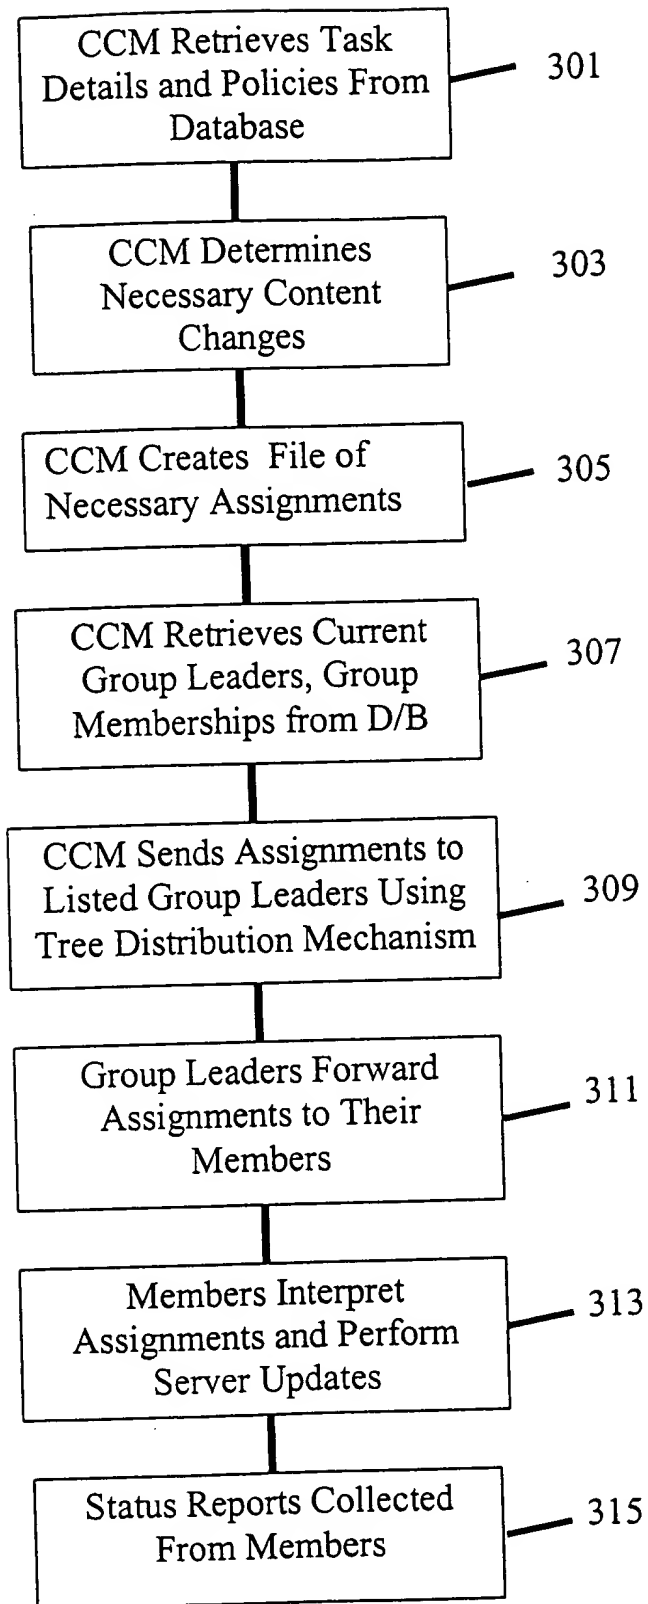 CCM Retrieves Task
Details and Policies From
Database
301
CCM Determines
Necessary Content
Changes
303
CCM Creates File of
Necessary Assignments
305
CCM Retrieves Current
Group Leaders, Group
Memberships from D/B
307
CCM Sends Assignments to
Listed Group Leaders Using
Tree Distribution Mechanism
309
Group Leaders Forward
Assignments to Their
Members
311
Members Interpret
Assignments and Perform
Server Updates
313
Status Reports Collected
From Members
315